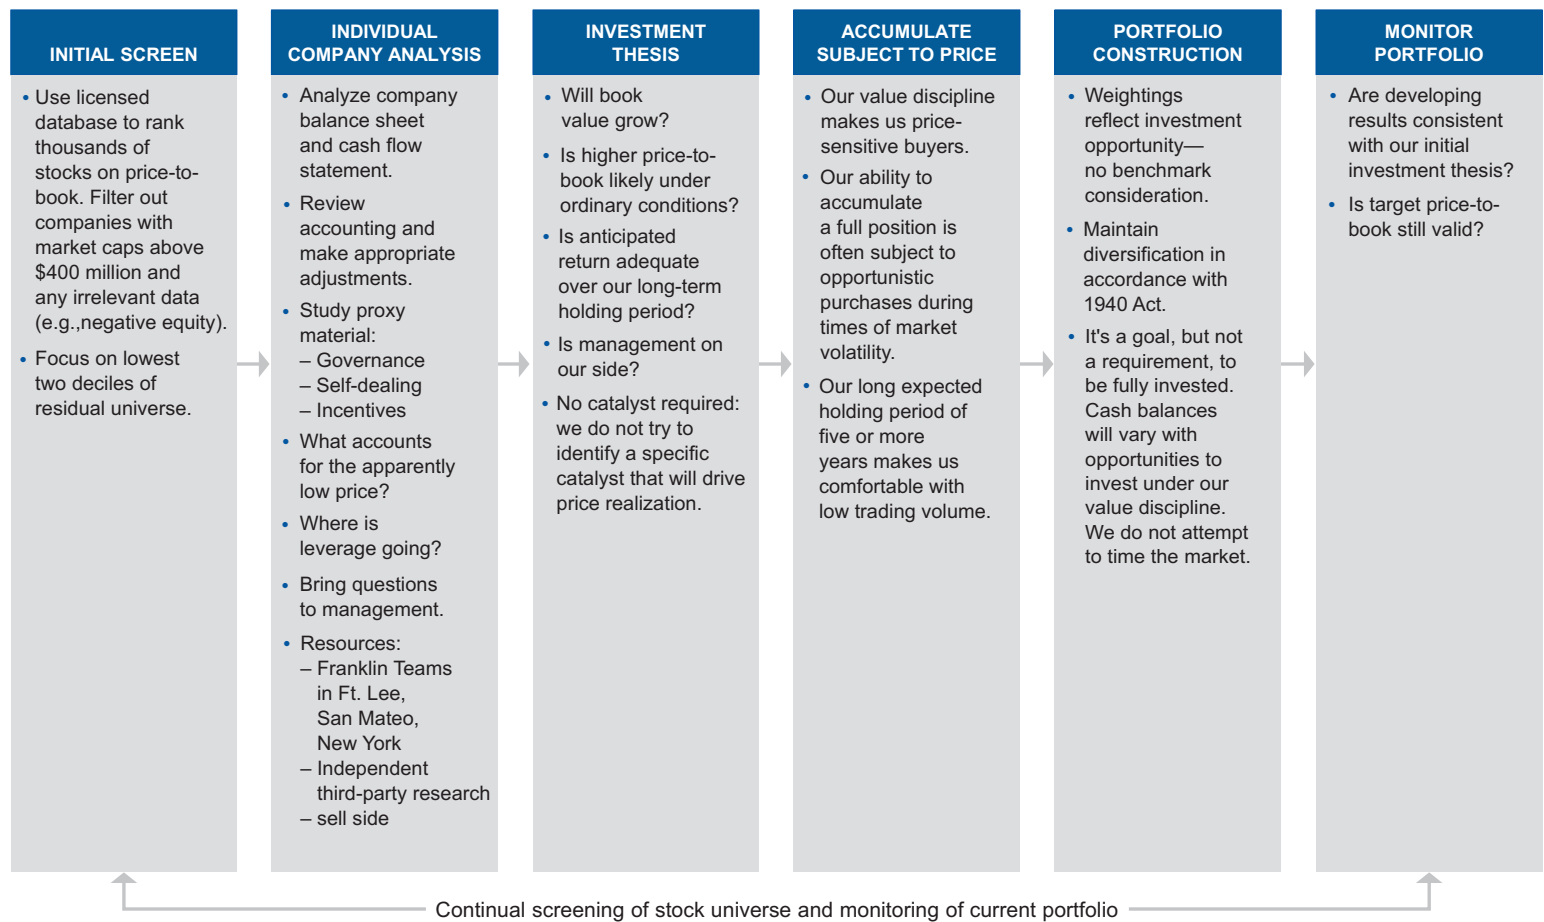 INITIAL SCREEN
• Use licensed
database to rank
thousands of
stocks on price-to-
book. Filter out
companies with
market caps above
$400 million and
any irrelevant data
(e.g.,negative equity).
• Focus on lowest
two deciles of
residual universe.
INDIVIDUAL
COMPANY ANALYSIS
• Analyze company
balance sheet
and cash flow
statement.
• Review
accounting and
make appropriate
adjustments.
• Study proxy
material:
– Governance
– Self-dealing
– Incentives
• What accounts
for the apparently
low price?
• Where is
leverage going?
• Bring questions
to management.
• Resources:
– Franklin Teams
in Ft. Lee,
San Mateo,
New York
– Independent
third-party research
– sell side
INVESTMENT
THESIS
• Will book
value grow?
• Is higher price-to-
book likely under
ordinary conditions?
• Is anticipated
return adequate
over our long-term
holding period?
• Is management on
our side?
• No catalyst required:
we do not try to
identify a specific
catalyst that will drive
price realization.
ACCUMULATE
SUBJECT TO PRICE
• Our value discipline
makes us price-
sensitive buyers.
• Our ability to
accumulate
a full position is
often subject to
opportunistic
purchases during
times of market
volatility.
• Our long expected
holding period of
five or more
years makes us
comfortable with
low trading volume.
PORTFOLIO
CONSTRUCTION
• Weightings
reflect investment
opportunity—
no benchmark
consideration.
• Maintain
diversification in
accordance with
1940 Act.
• It's a goal, but not
a requirement, to
be fully invested.
Cash balances
will vary with
opportunities to
invest under our
value discipline.
We do not attempt
to time the market.
MONITOR
PORTFOLIO
• Are developing
results consistent
with our initial
investment thesis?
• Is target price-to-
book still valid?
Continual screening of stock universe and monitoring of current portfolio